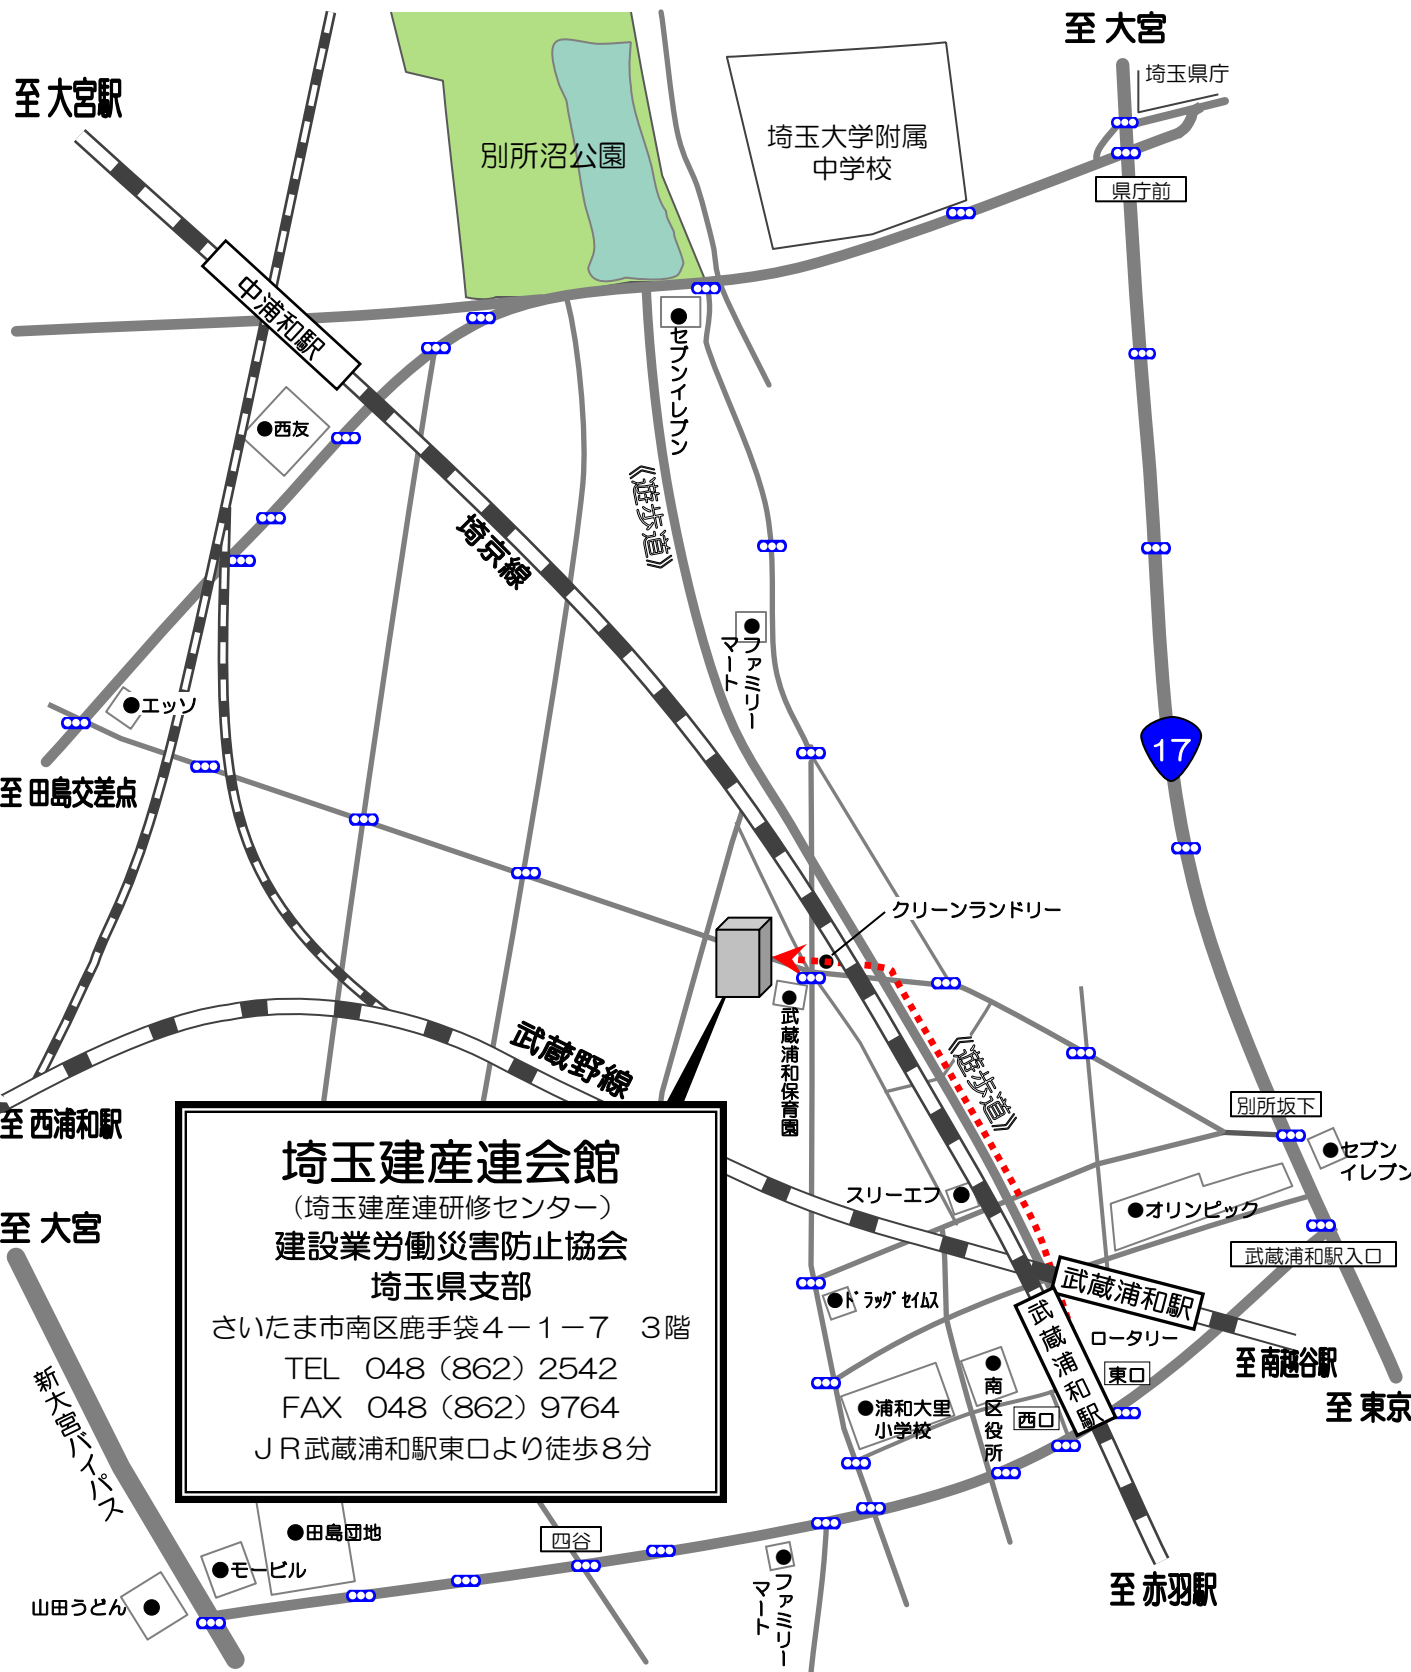 至 大宮
埼玉県庁
至 大宮駅
別所沼公園
埼玉大学附属
中学校
県庁前
中浦和駅
セブンイレブン
西友
《遊歩道》
埼京線
ファミリー
マート
エッソ
17
至 田島交差点
クリーンランドリー
武蔵浦和保育園
武蔵野線
《遊歩道》
別所坂下
至 西浦和駅
セブン
イレブン
スリーエフ
オリンピック
至 大宮
武蔵浦和駅入口
埼玉建産連会館
（埼玉建産連研修センター）
建設業労働災害防止協会
埼玉県支部
さいたま市南区鹿手袋４－１－７　３階
TEL　048（862）2542
FAX　048（862）9764
ＪＲ武蔵浦和駅東口より徒歩８分
武蔵浦和駅
武蔵浦和駅
ドラッグセイムス
ロータリー
東口
至 南越谷駅
南区役所
浦和大里
小学校
西口
至 東京
新大宮バイパス
田島団地
四谷
モービル
山田うどん
ファミリー
マート
至 赤羽駅